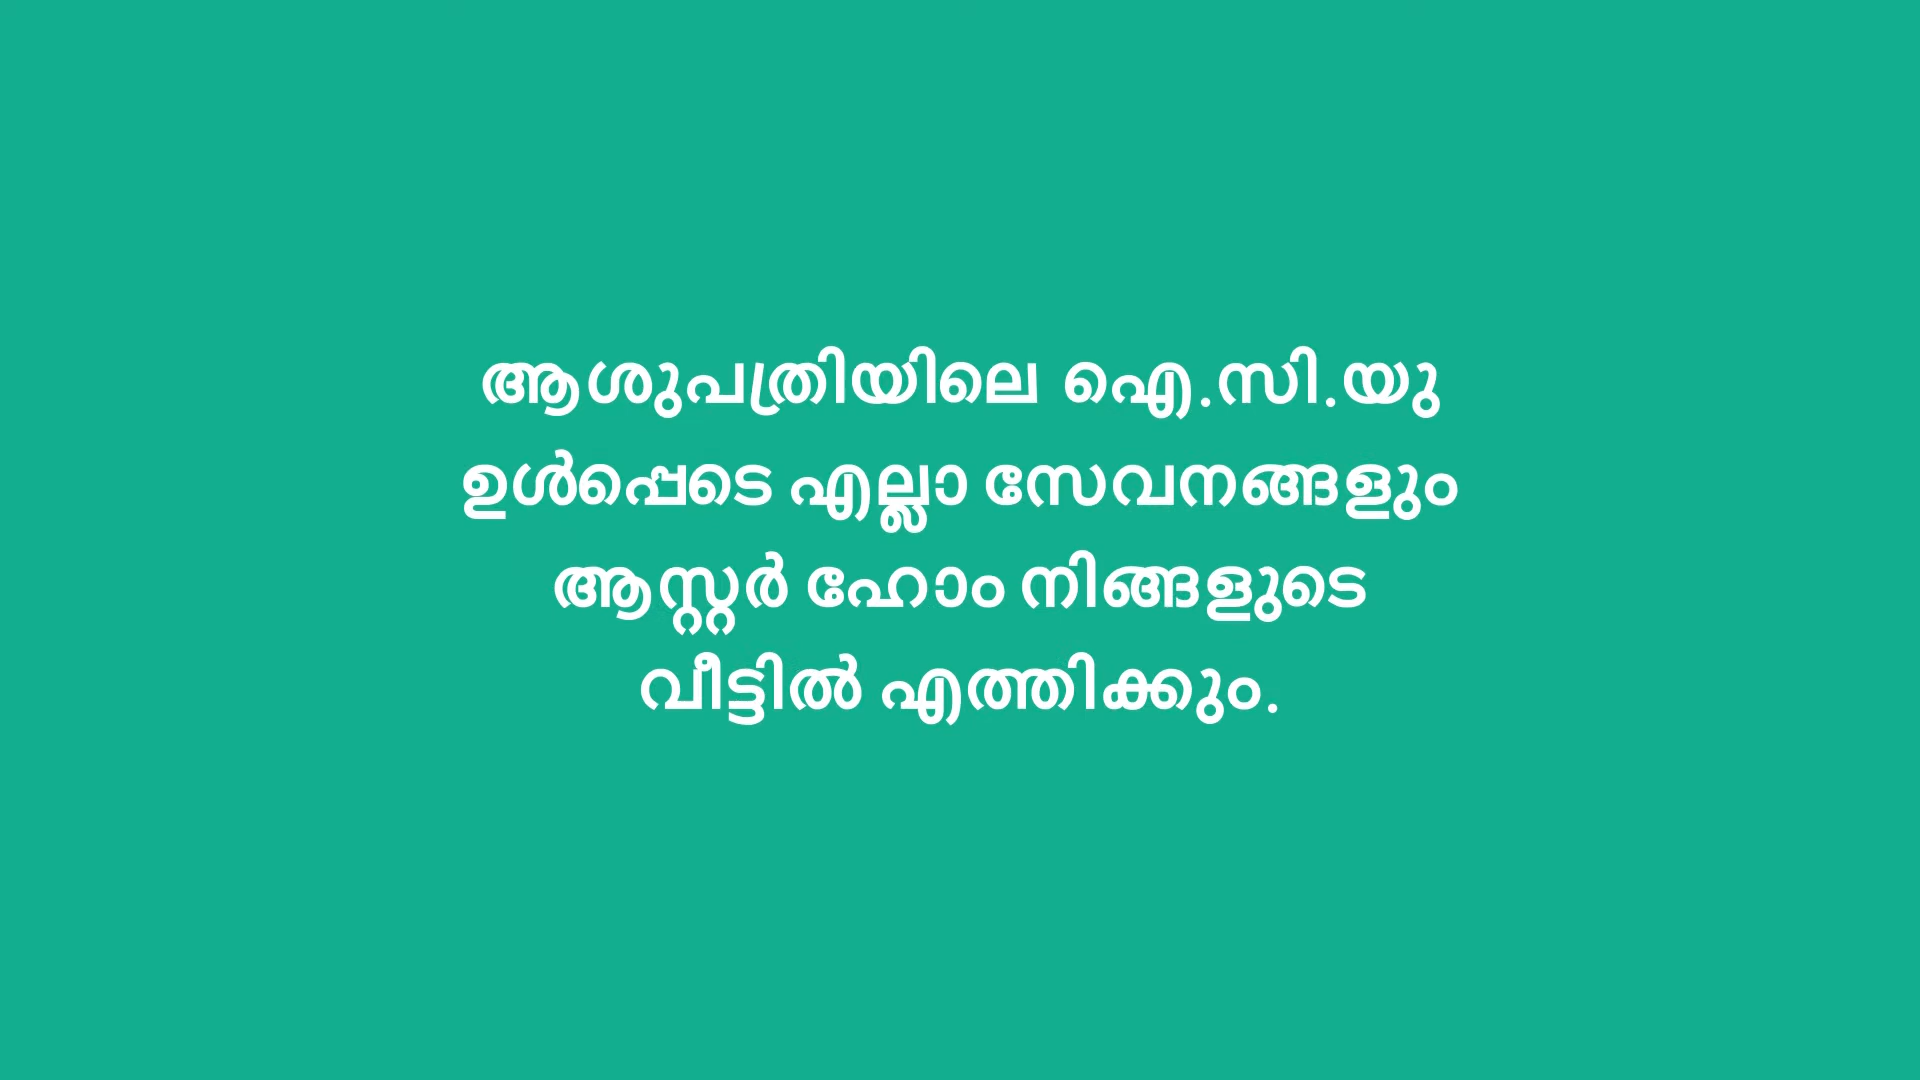 ആശുപത്രിയിലെ ഐ.സി.യു
ഉൾപ്പെടെ എല്ലാ സേവനങ്ങളും
ആസ്റ്റർ ഹോം നിങ്ങളുടെ
വീട്ടിൽ എത്തിക്കും.